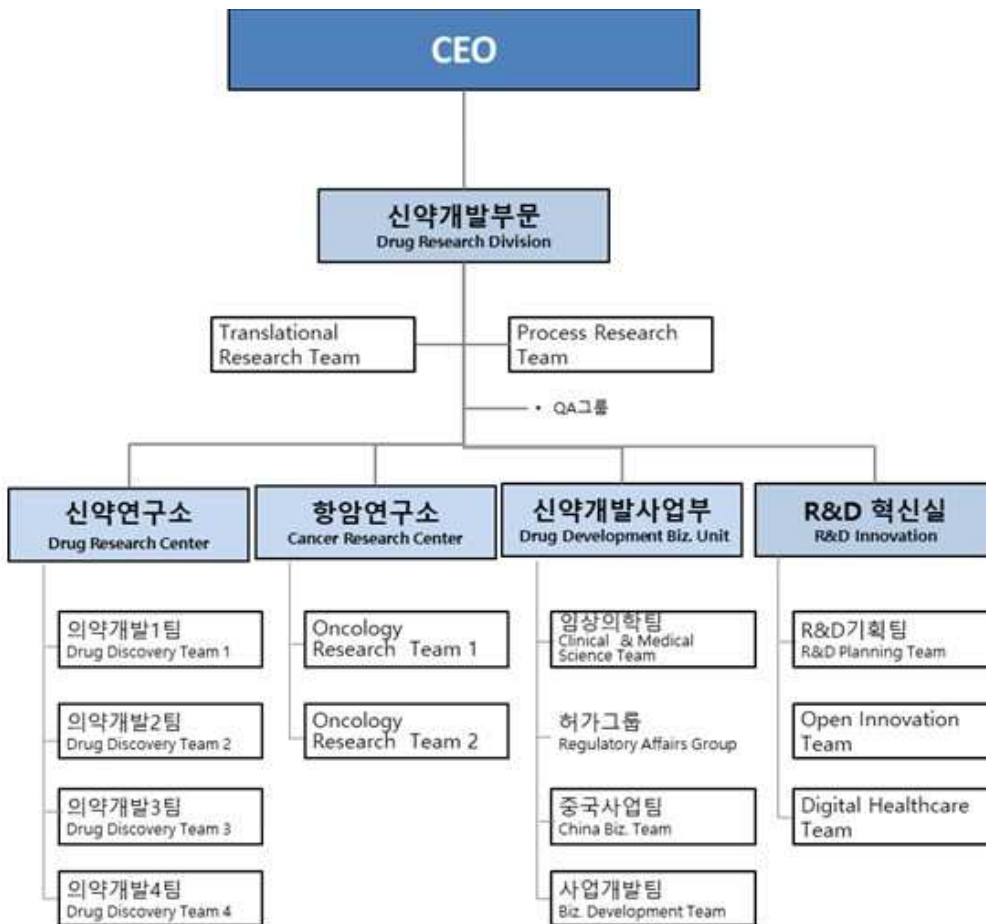 CEO
신약개발부문
Drug Research Division
Translational
Research Team
Process Research
Team
• QA그룹
신약연구소
Drug Research Center
항암연구소
Cancer Research Center
신약개발사업부
Drug Development Biz. Unit
R&D 혁신실
R&D Innovation
의약개발1팀
Drug Discovery Team 1
의약개발2팀
Drug Discovery Team 2
의약개발3팀
Drug Discovery Team 3
의약개발4팀
Drug Discovery Team 4
Oncology
Research Team 1
Oncology
Research Team 2
임상의학팀
Clinical & Medical
Science Team
허가그룹
Regulatory Affairs Group
중국사업팀
China Biz. Team
사업개발팀
Biz. Development Team
R&D기획팀
R&D Planning Team
Open Innovation
Team
Digital Healthcare
Team